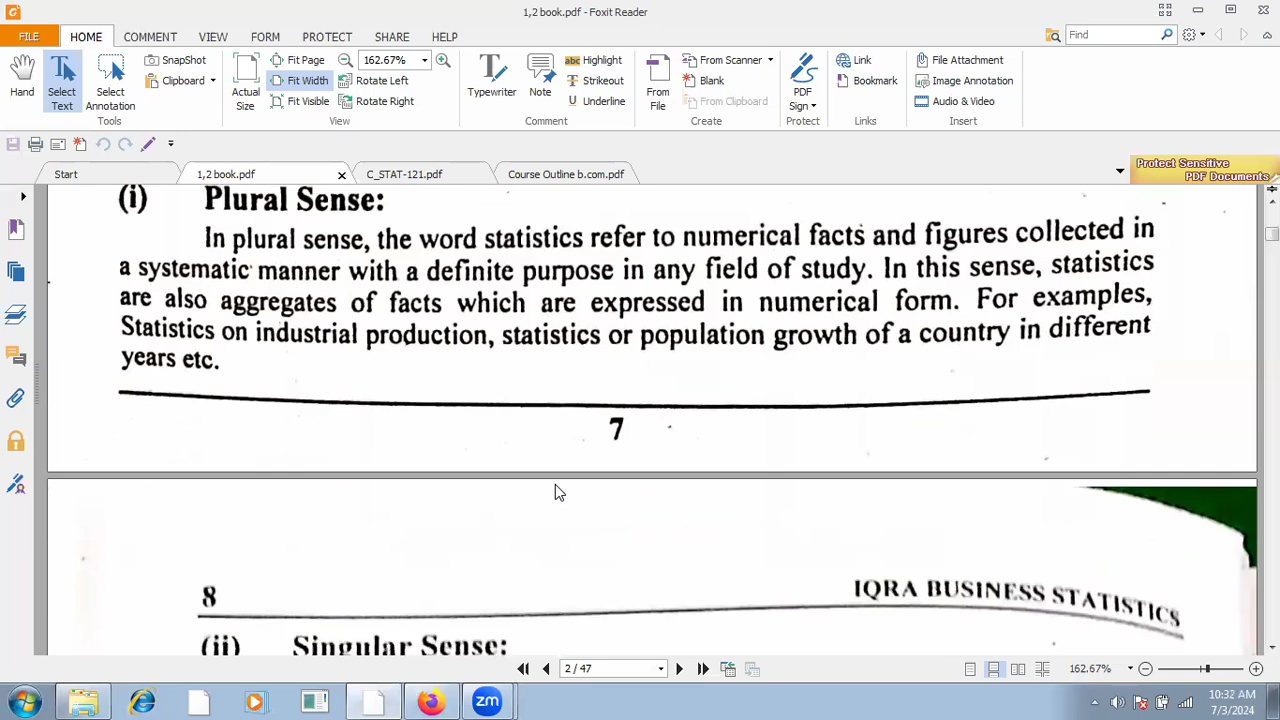 1,2 book.pdf - Foxit Reader
FILE HOME COMMENT VIEW FORM PROTECT SHARE HELP
Find
Hand
Select Text
Select Annotation
SnapShot
Clipboard
Tools
Actual Size
Fit Page
Fit Width
Fit Visible
162.67%
Rotate Left
Rotate Right
View
Typewriter
Note
Highlight
Strikeout
Underline
Comment
From File
From Scanner
Blank
From Clipboard
Create
PDF Sign
Protect
Link
Bookmark
Links
File Attachment
Image Annotation
Audio & Video
Insert
Start
1,2 book.pdf
C_STAT-121.pdf
Course Outline b.com.pdf
Protect Sensitive
PDF Documents
(i) Plural Sense:
In plural sense, the word statistics refer to numerical facts and figures collected in
a systematic manner with a definite purpose in any field of study. In this sense, statistics
are also aggregates of facts which are expressed in numerical form. For examples,
Statistics on industrial production, statistics or population growth of a country in different
years etc.
7
8 IQRA BUSINESS STATISTICS
(ii) Singular Sense:
2 / 47
162.67%
zm
10:32 AM
7/3/2024